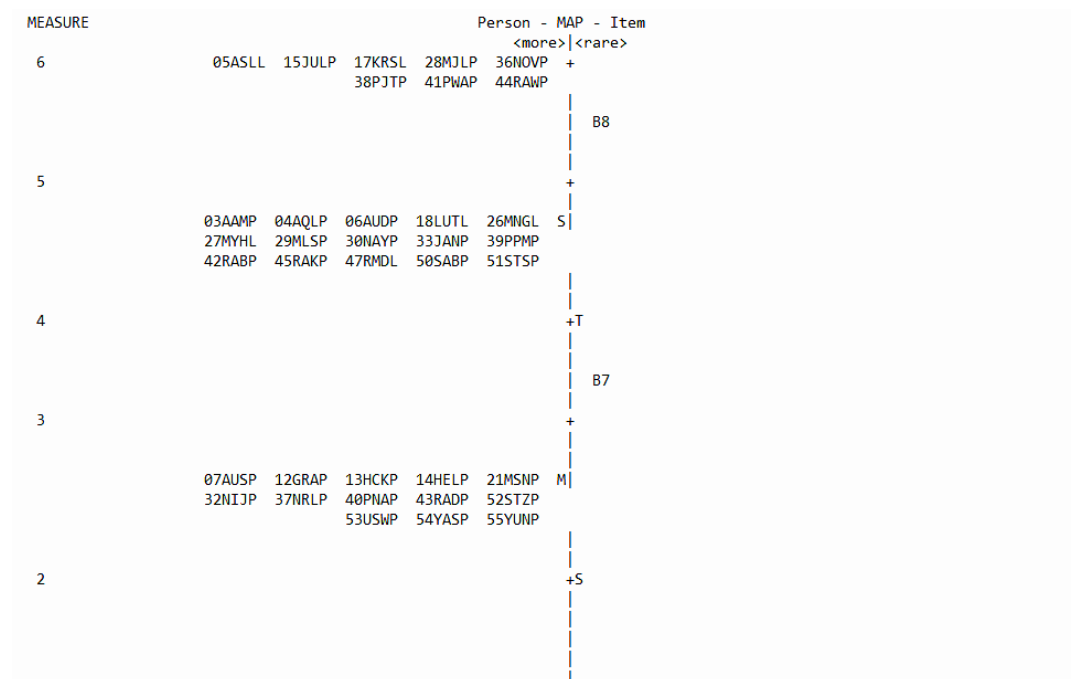 MEASURE Person - MAP - Item
<more>|<rare>
6 05ASLL 15JULP 17KRSL 28MJLP 36NOVP +
38PJTP 41PWAP 44RAWP
|
| B8
|
|
5 +
|
03AAMP 04AQLP 06AUDP 18LUTL 26MNGL S|
27MYHL 29MLSP 30NAYP 33JANP 39PPMP
42RABP 45RAKP 47RMDL 50SABP 51STSP
|
|
4 +T
|
|
| B7
|
3 +
|
|
07AUSP 12GRAP 13HCKP 14HELP 21MSNP M|
32NIJP 37NRLP 40PNAP 43RADP 52STZP
53USWP 54YASP 55YUNP
|
|
2 +S
|
|
|
|
|